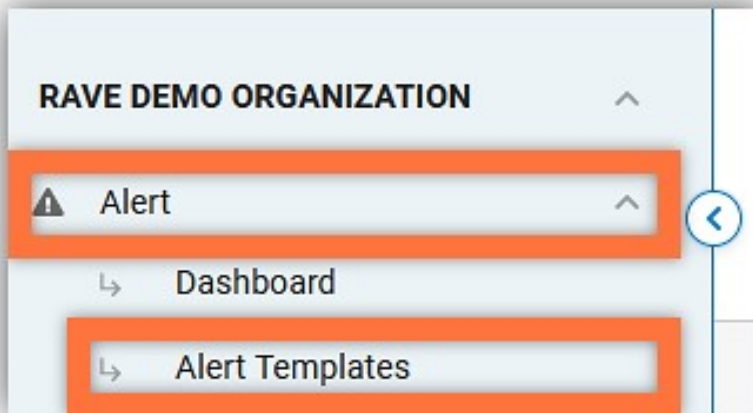 RAVE DEMO ORGANIZATION
Alert
Dashboard
Alert Templates